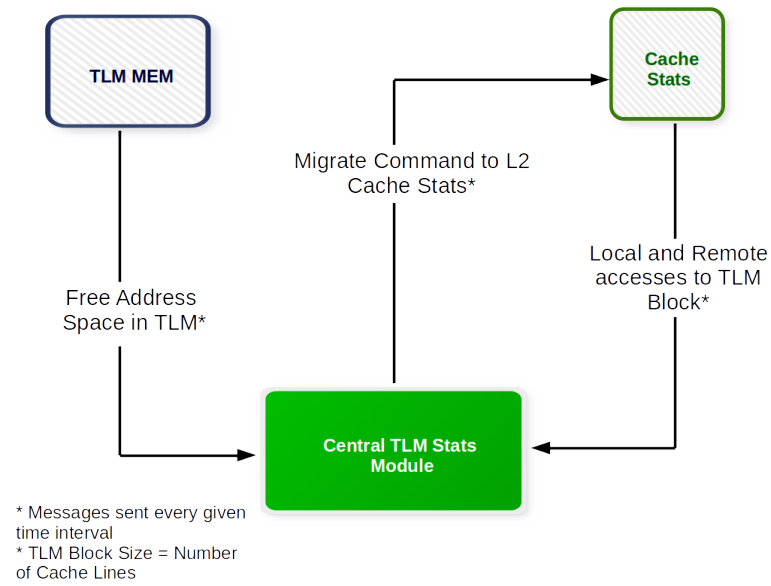 TLM MEM
Cache
Stats
Migrate Command to L2
Cache Stats*
Local and Remote
accesses to TLM
Block*
Free Address
Space in TLM*
Central TLM Stats
Module
* Messages sent every given
time interval
* TLM Block Size = Number
of Cache Lines